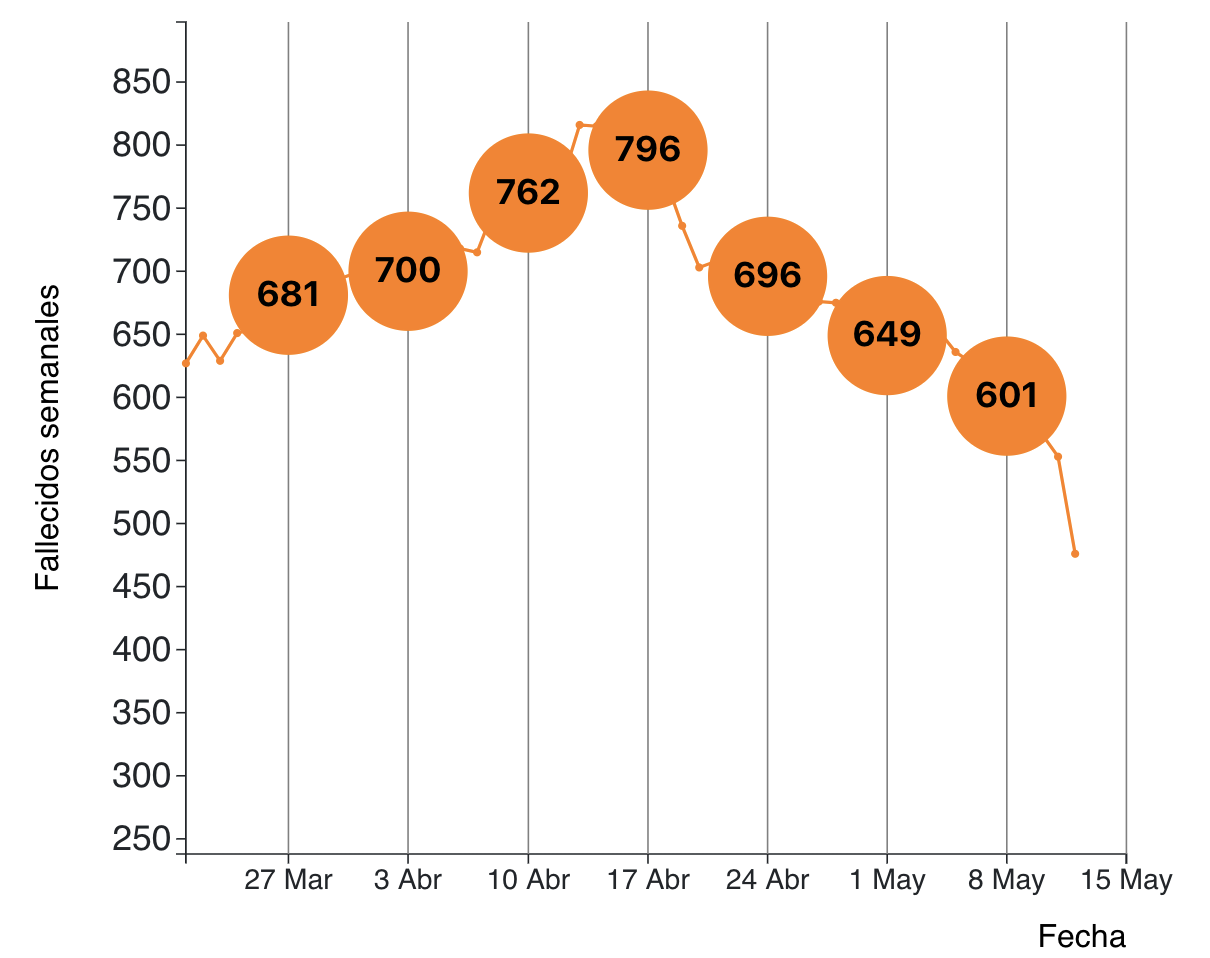 Fallecidos semanales
850
800
750
700
650
600
550
500
450
400
350
300
250
681
700
762
796
696
649
601
27 Mar
3 Abr
10 Abr
17 Abr
24 Abr
1 May
8 May
15 May
Fecha